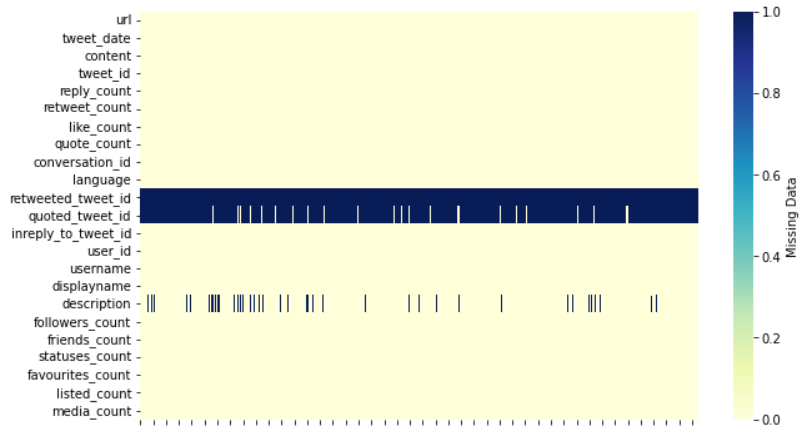 url
tweet_date
content
tweet_id
reply_count
retweet_count
like_count
quote_count
conversation_id
language
retweeted_tweet_id
quoted_tweet_id
inreply_to_tweet_id
user_id
username
displayname
description
followers_count
friends_count
statuses_count
favourites_count
listed_count
media_count
1.0
0.8
0.6
0.4
0.2
0.0
Missing Data